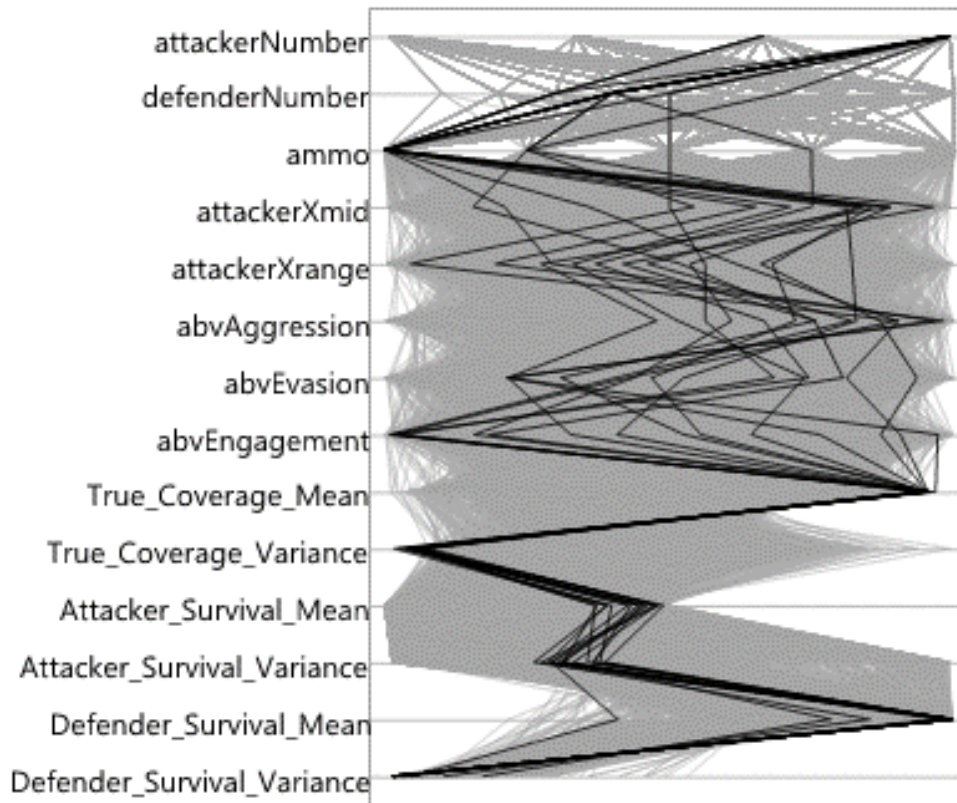 attackerNumber
defenderNumber
ammo
attackerXmid
attackerXrange
abvAggression
abvEvasion
abvEngagement
True_Coverage_Mean
True_Coverage_Variance
Attacker_Survival_Mean
Attacker_Survival_Variance
Defender_Survival_Mean
Defender_Survival_Variance